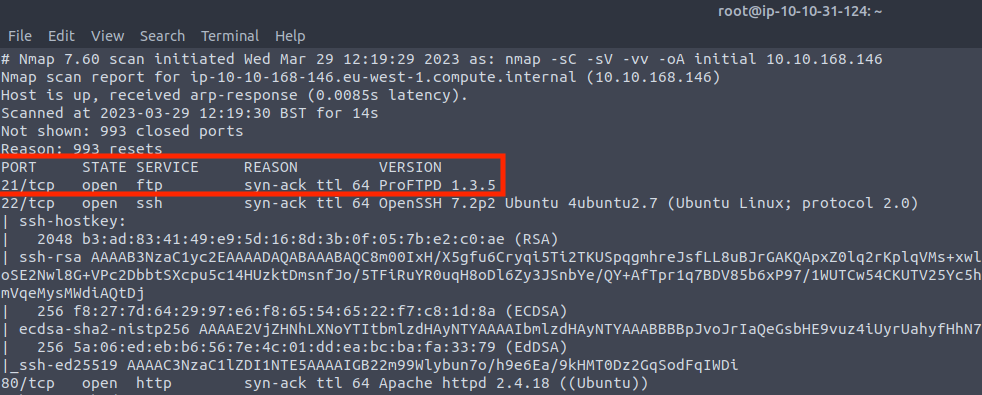 root@ip-10-10-31-124: ~
File Edit View Search Terminal Help
# Nmap 7.60 scan initiated Wed Mar 29 12:19:29 2023 as: nmap -sC -sV -vv -oA initial 10.10.168.146
Nmap scan report for ip-10-10-168-146.eu-west-1.compute.internal (10.10.168.146)
Host is up, received arp-response (0.0085s latency).
Scanned at 2023-03-29 12:19:30 BST for 14s
Not shown: 993 closed ports
Reason: 993 resets
PORT STATE SERVICE REASON VERSION
21/tcp open ftp syn-ack ttl 64 ProFTPD 1.3.5
22/tcp open ssh syn-ack ttl 64 OpenSSH 7.2p2 Ubuntu 4ubuntu2.7 (Ubuntu Linux; protocol 2.0)
| ssh-hostkey:
|   2048 b3:ad:83:41:49:e9:5d:16:8d:3b:0f:05:7b:e2:c0:ae (RSA)
| ssh-rsa AAAAB3NzaC1yc2EAAAADAQABAAABAQC8m00IxH/X5gfu6Cryqi5Ti2TKUSpqgmhreJsfLL8uBJrGAKQApxZ0lq2rKplqVMs+xwl
oSE2Nwl8G+VPc2DbbtSXcpu5c14HUzktDmsnfJo/5TFiRuYR0uqH8oDl6Zy3JSnbYe/QY+AfTpr1q7BDV85b6xP97/1WUTCw54CKUTV25Yc5h
mVqeMysMWdiAQtDj
|   256 f8:27:7d:64:29:97:e6:f8:65:54:65:22:f7:c8:1d:8a (ECDSA)
| ecdsa-sha2-nistp256 AAAAE2VjZHNhLXNoYTItbmlzdHAyNTYAAAAIbmlzdHAyNTYAAABBBBpJvoJrIaQeGsbHE9vuz4iUyrUahyfHhN7
|   256 5a:06:ed:eb:b6:56:7e:4c:01:dd:ea:bc:ba:fa:33:79 (EdDSA)
|_ssh-ed25519 AAAAC3NzaC1lZDI1NTE5AAAAIGB22m99Wlybun7o/h9e6Ea/9kHMT0Dz2GqSodFqIWDi
80/tcp open http syn-ack ttl 64 Apache httpd 2.4.18 ((Ubuntu))